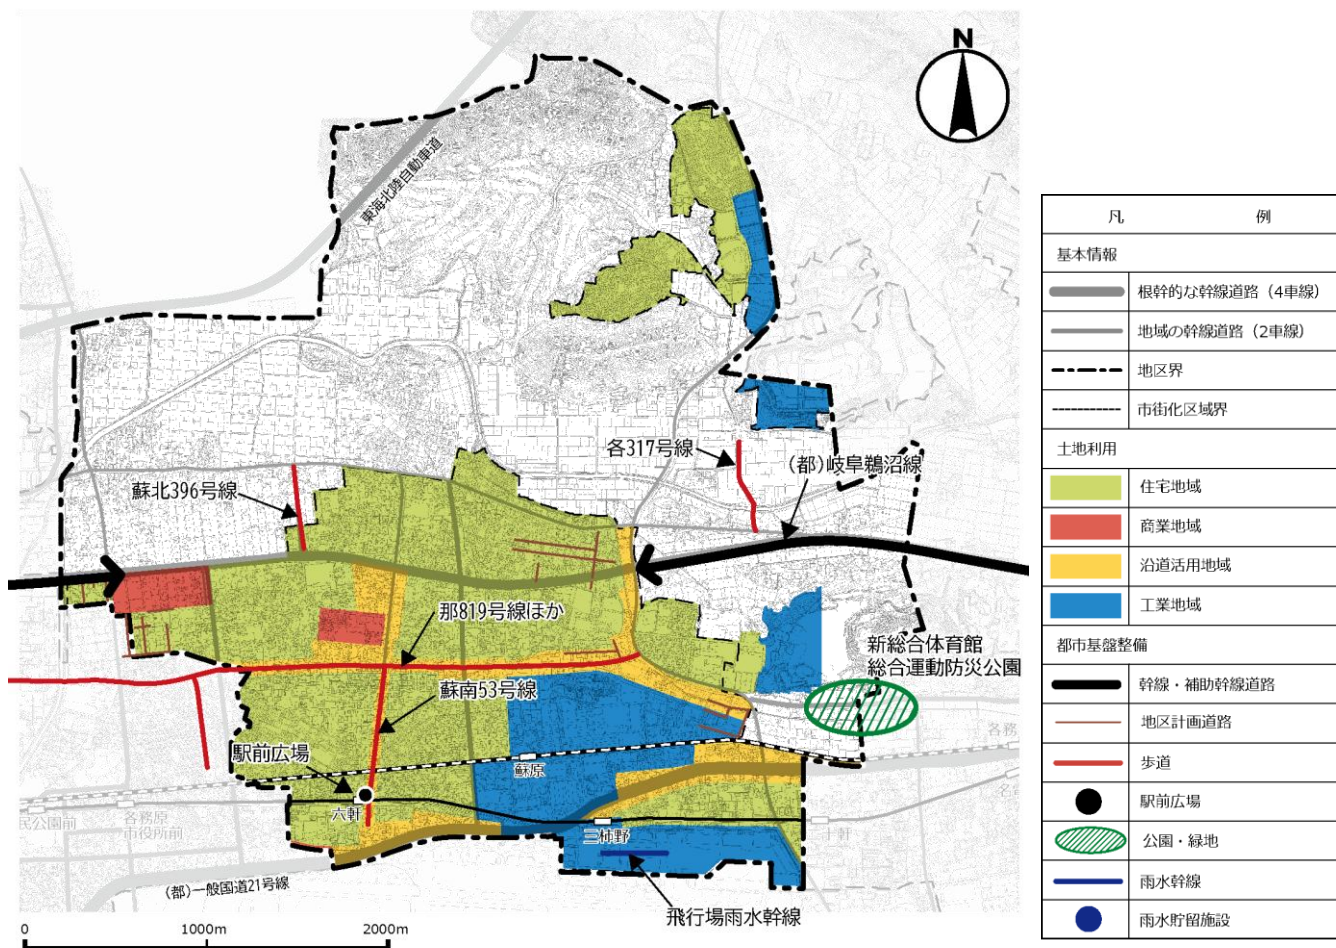 N
東海北陸自動車道
各317号線
(都)岐阜鵜沼線
蘇北396号線
那819号線ほか
新総合体育館
総合運動防災公園
蘇南53号線
駅前広場
蘇原
六軒
三柿野
各務原
市役所前
民公園前
二十軒
各務
名電
(都)一般国道21号線
飛行場雨水幹線
0 1000m 2000m
凡 例
基本情報
根幹的な幹線道路(4車線)
地域の幹線道路(2車線)
地区界
市街化区域界
土地利用
住宅地域
商業地域
沿道活用地域
工業地域
都市基盤整備
幹線・補助幹線道路
地区計画道路
歩道
駅前広場
公園・緑地
雨水幹線
雨水貯留施設